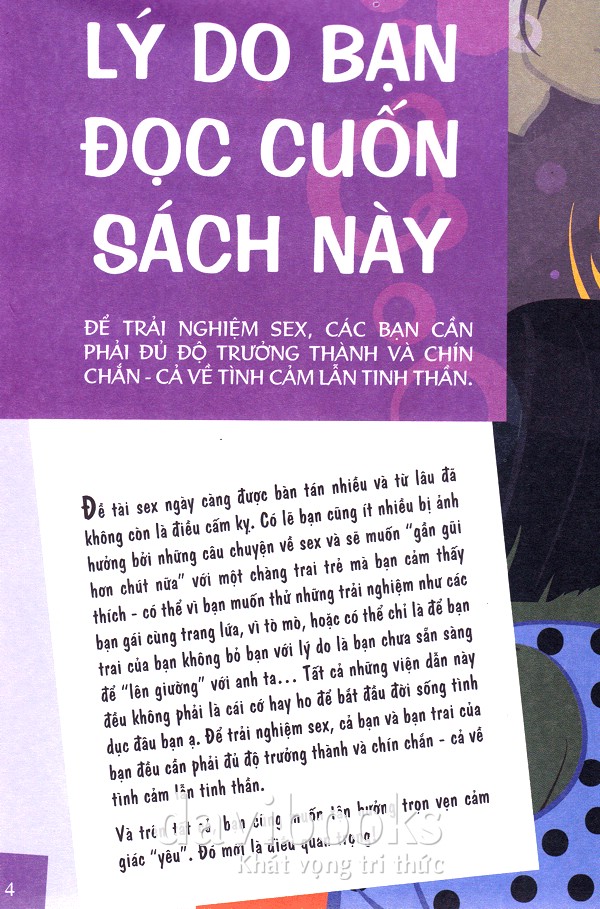 LÝ DO BẠN
ĐỌC CUỐN
SÁCH NÀY
ĐỂ TRẢI NGHIỆM SEX, CÁC BẠN CẦN
PHẢI ĐỦ ĐỘ TRƯỞNG THÀNH VÀ CHÍN
CHẮN - CẢ VỀ TÌNH CẢM LẪN TINH THẦN.
Đề tài sex ngày càng được bàn tán nhiều và từ lâu đã
không còn là điều cấm kỵ. Có lẽ bạn cũng ít nhiều bị ảnh
hưởng bởi những câu chuyện về sex và sẽ muốn “gần gũi
hơn chút nữa” với một chàng trai trẻ mà bạn cảm thấy
thích - có thể vì bạn muốn thử những trải nghiệm như các
bạn gái cùng trang lứa, vì tò mò, hoặc có thể chỉ là để bạn
trai của bạn không bỏ bạn với lý do là bạn chưa sẵn sàng
để “lên giường” với anh ta... Tất cả những viện dẫn này
đều không phải là cái cớ hay ho để bắt đầu đời sống tình
dục đâu bạn ạ. Để trải nghiệm sex, cả bạn và bạn trai của
bạn đều cần phải đủ độ trưởng thành và chín chắn - cả về
tình cảm lẫn tinh thần.
Và trên tất cả, bạn cũng muốn tận hưởng trọn vẹn cảm
giác “yêu”. Đó mới là điều quan trọng!
davibooks
Khát vọng tri thức
4